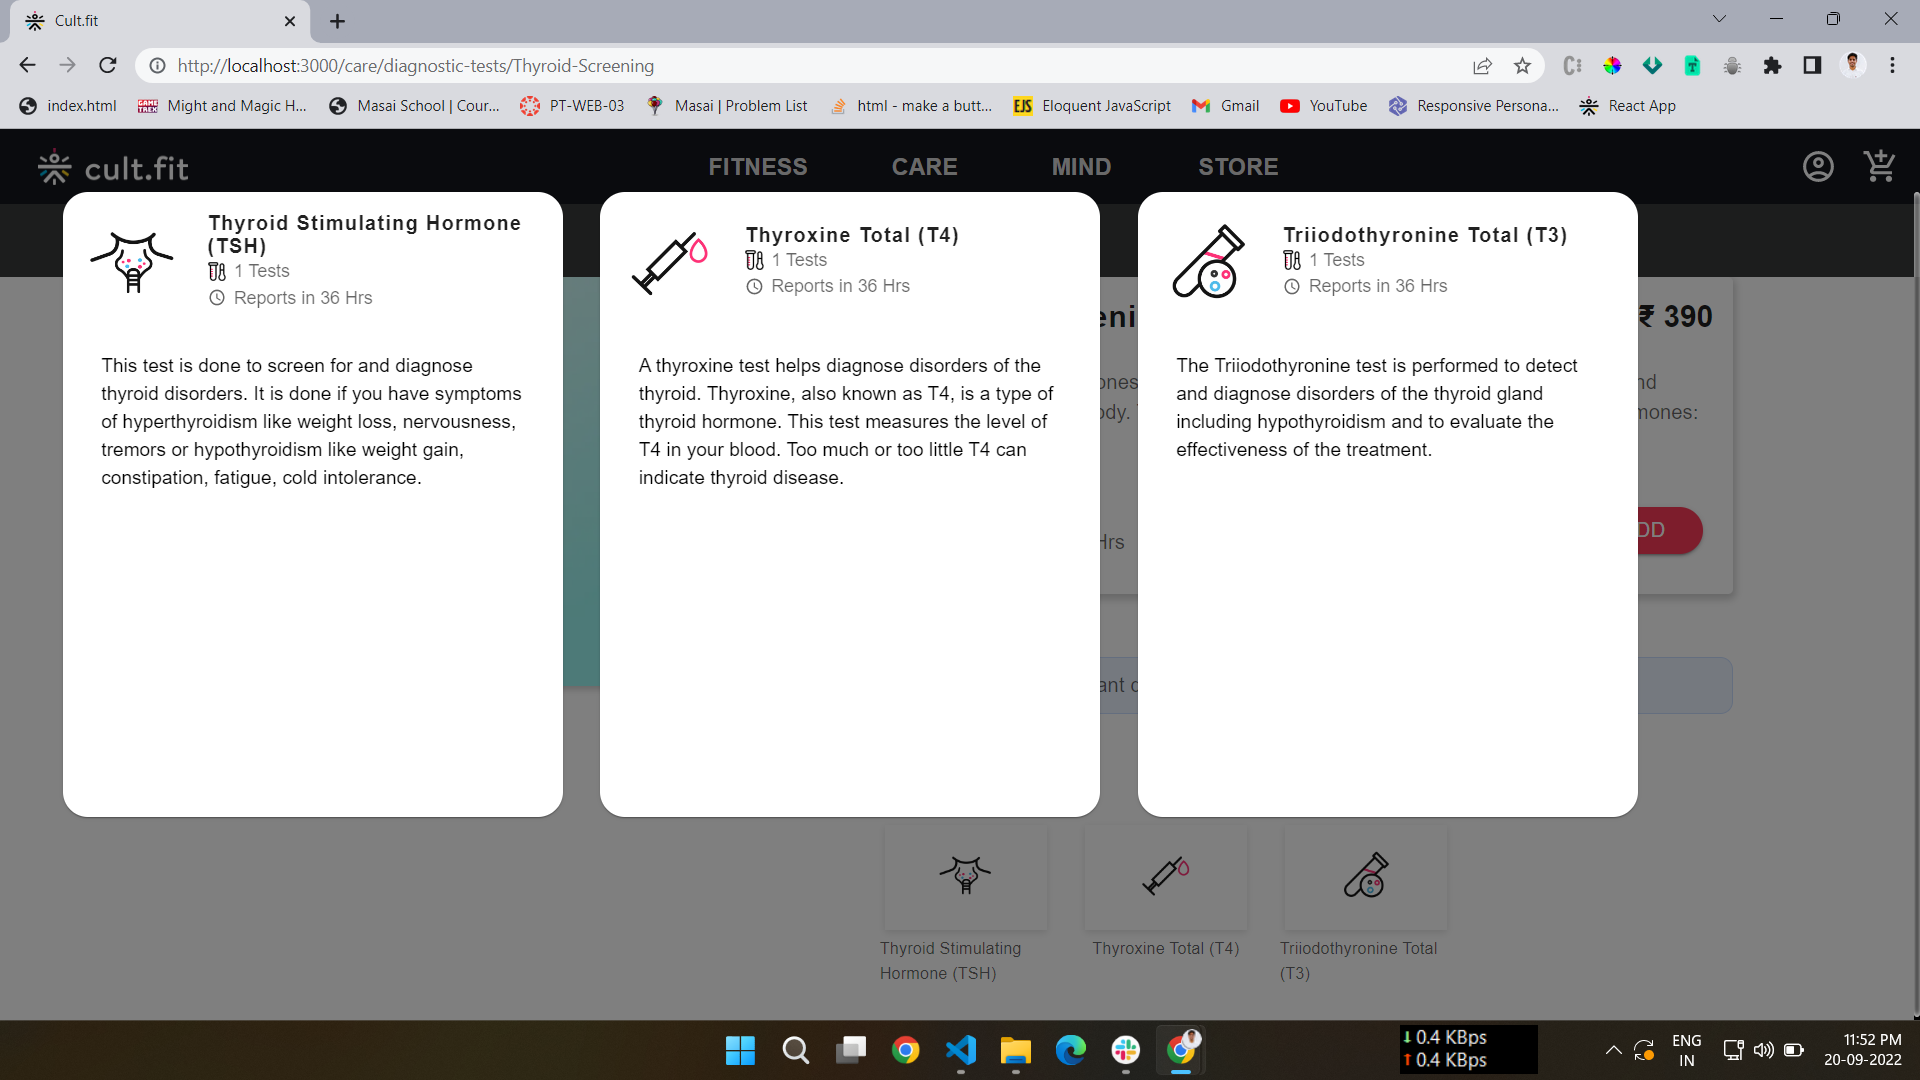 Cult.fit
http://localhost:3000/care/diagnostic-tests/Thyroid-Screening
index.html
Might and Magic H...
Masai School | Cour...
PT-WEB-03
Masai | Problem List
html - make a butt...
EJS
Eloquent JavaScript
Gmail
YouTube
Responsive Persona...
React App
cult.fit
FITNESS
CARE
MIND
STORE
Thyroid Stimulating Hormone
(TSH)
1 Tests
Reports in 36 Hrs
This test is done to screen for and diagnose
thyroid disorders. It is done if you have symptoms
of hyperthyroidism like weight loss, nervousness,
tremors or hypothyroidism like weight gain,
constipation, fatigue, cold intolerance.
Thyroxine Total (T4)
1 Tests
Reports in 36 Hrs
A thyroxine test helps diagnose disorders of the
thyroid. Thyroxine, also known as T4, is a type of
thyroid hormone. This test measures the level of
T4 in your blood. Too much or too little T4 can
indicate thyroid disease.
Triiodothyronine Total (T3)
1 Tests
Reports in 36 Hrs
The Triiodothyronine test is performed to detect
and diagnose disorders of the thyroid gland
including hypothyroidism and to evaluate the
effectiveness of the treatment.
₹ 390
Hrs
Thyroid Stimulating
Hormone (TSH)
Thyroxine Total (T4)
Triiodothyronine Total
(T3)
0.4 KBps
0.4 KBps
ENG
IN
11:52 PM
20-09-2022